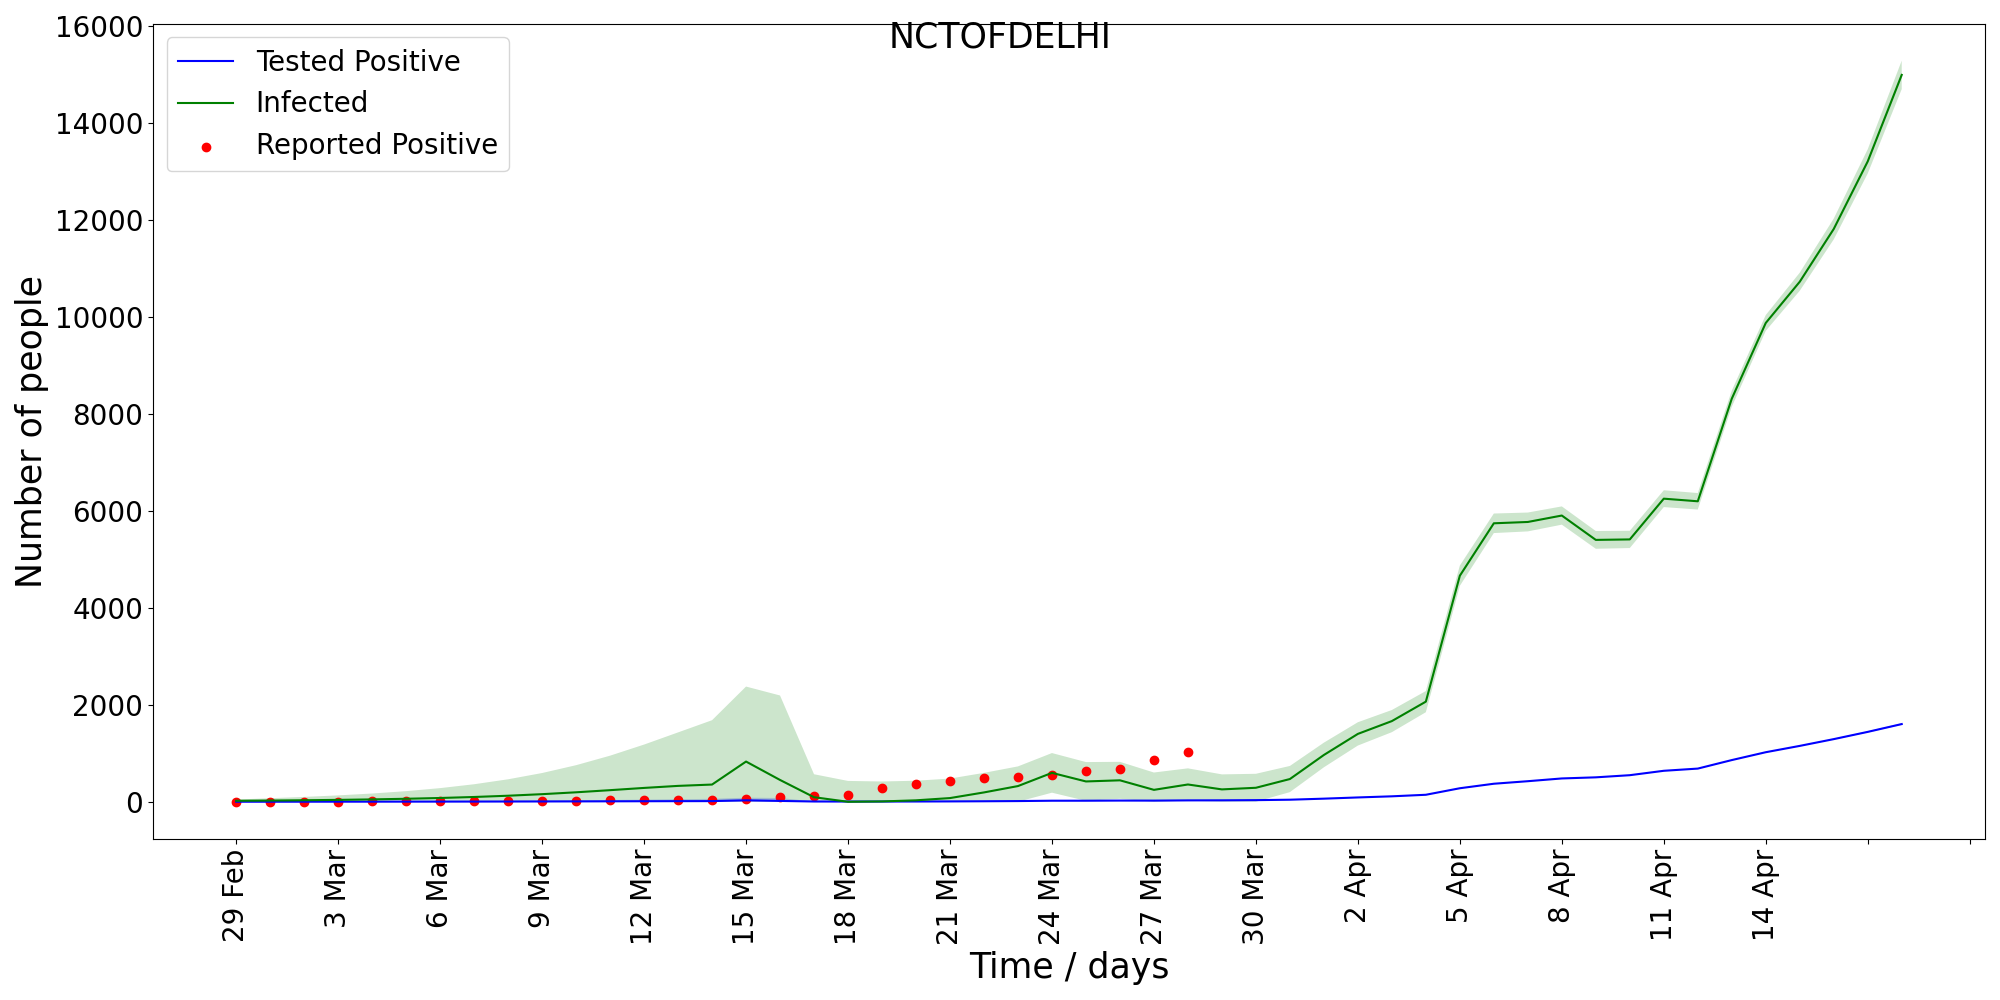 NCTOFDELHI
Tested Positive
Infected
Reported Positive
Number of people
16000
14000
12000
10000
8000
6000
4000
2000
0
29 Feb
3 Mar
6 Mar
9 Mar
12 Mar
15 Mar
18 Mar
21 Mar
24 Mar
27 Mar
30 Mar
2 Apr
5 Apr
8 Apr
11 Apr
14 Apr
Time / days